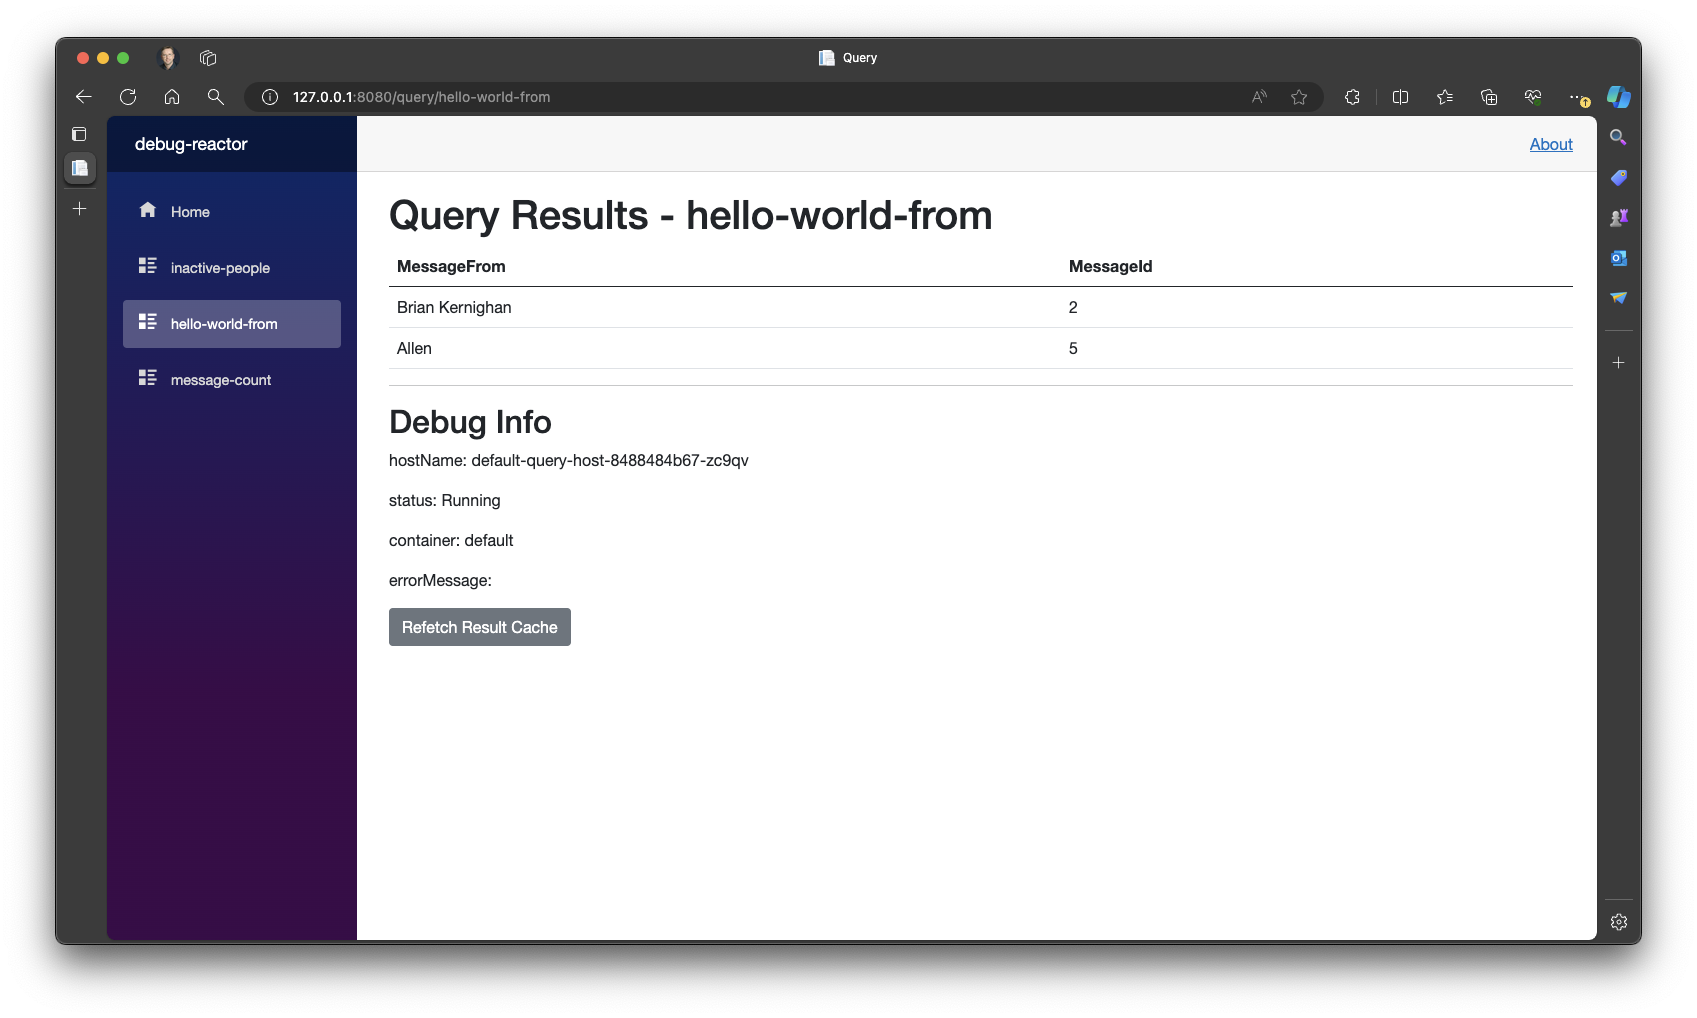 Query
127.0.0.1:8080/query/hello-world-from
debug-reactor
About
Home
inactive-people
hello-world-from
message-count
Query Results - hello-world-from
MessageFrom MessageId
Brian Kernighan 2
Allen 5
Debug Info
hostName: default-query-host-8488484b67-zc9qv
status: Running
container: default
errorMessage:
Refetch Result Cache